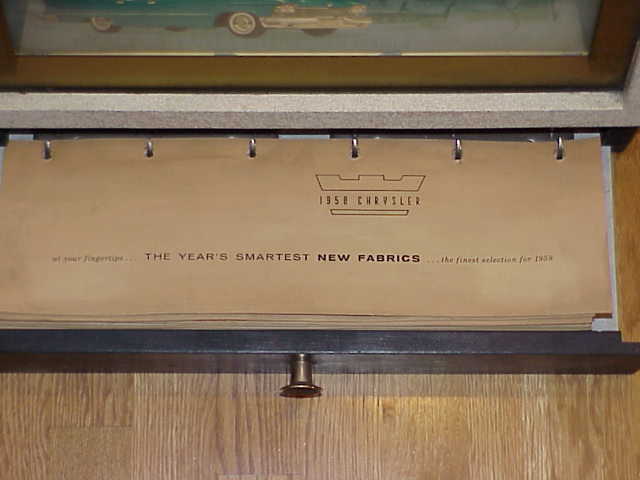 1958 CHRYSLER
at your fingertips... THE YEAR'S SMARTEST NEW FABRICS ...the finest selection for 1958